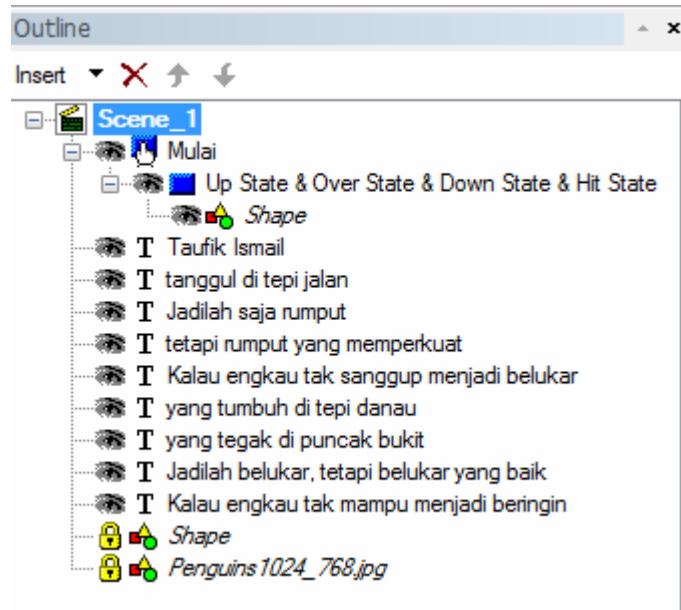 Outline
Insert
Scene_1
Mulai
Up State & Over State & Down State & Hit State
Shape
T Taufik Ismail
T tanggul di tepi jalan
T Jadilah saja rumput
T tetapi rumput yang memperkuat
T Kalau engkau tak sanggup menjadi belukar
T yang tumbuh di tepi danau
T yang tegak di puncak bukit
T Jadilah belukar, tetapi belukar yang baik
T Kalau engkau tak mampu menjadi beringin
Shape
Penguins1024_768.jpg